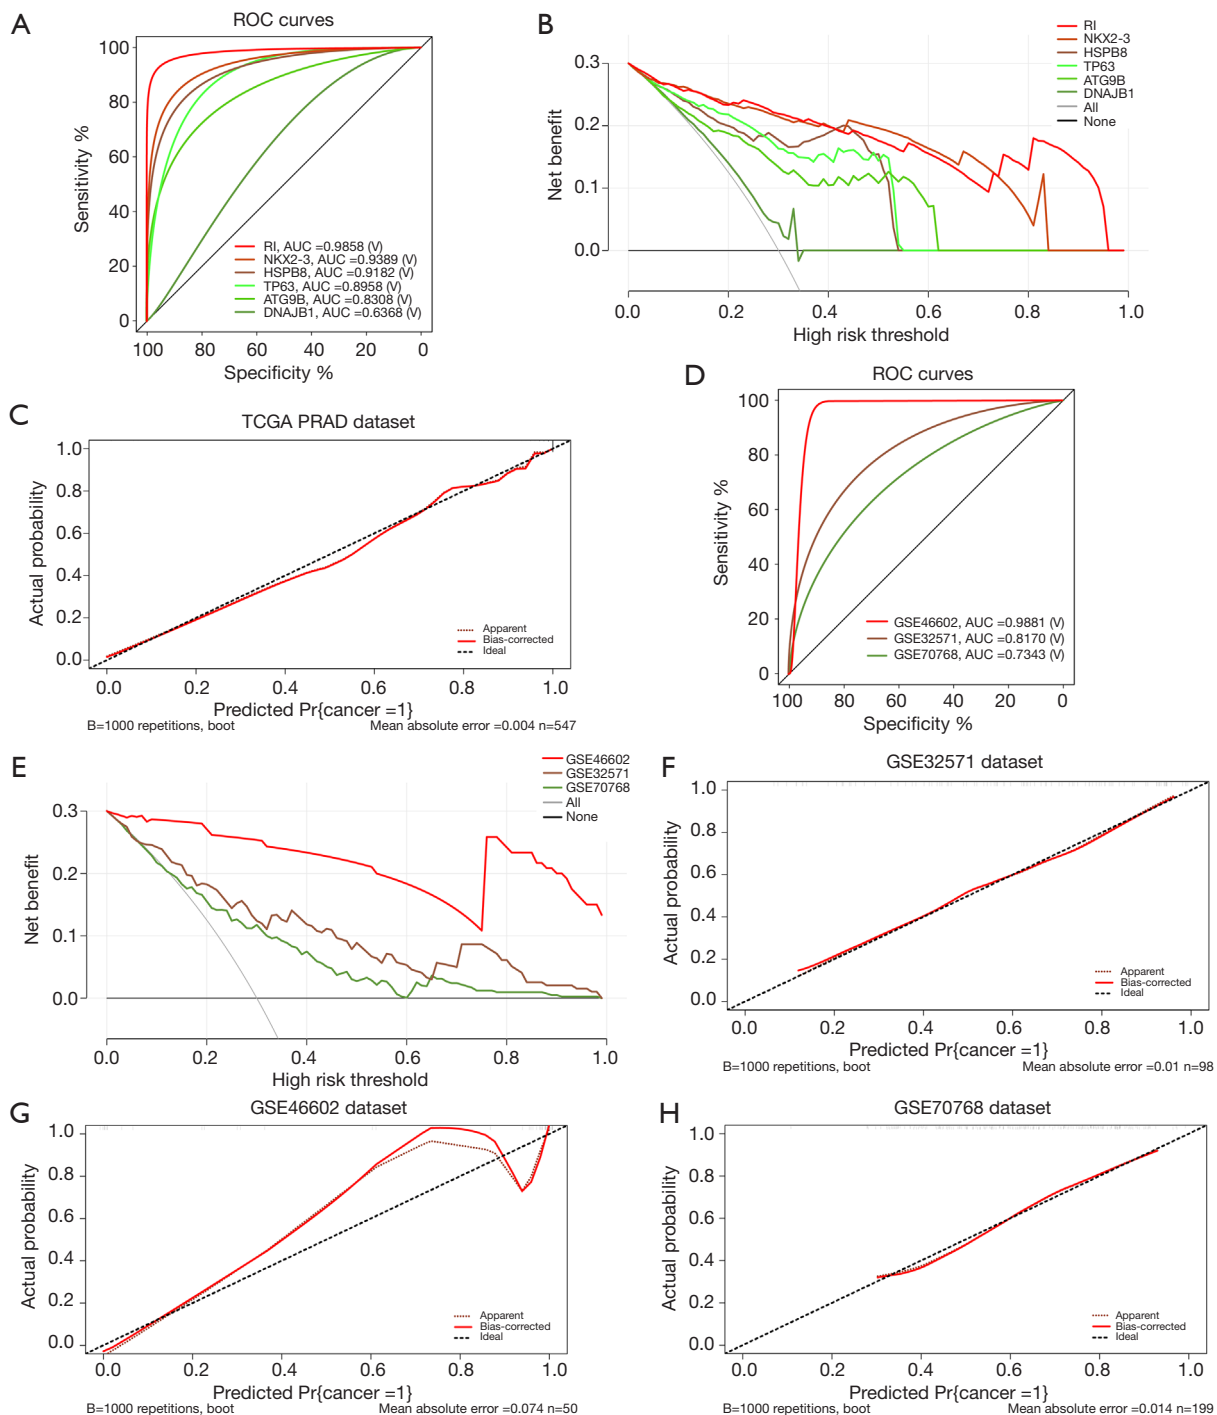 A
ROC curves
Sensitivity %
100
80
60
40
20
0
RI, AUC =0.9858 (V)
NKX2-3, AUC =0.9389 (V)
HSPB8, AUC =0.9182 (V)
TP63, AUC =0.8958 (V)
ATG9B, AUC =0.8308 (V)
DNAJB1, AUC =0.6368 (V)
100 80 60 40 20 0
Specificity %
B
RI
NKX2-3
HSPB8
TP63
ATG9B
DNAJB1
All
None
Net benefit
0.3
0.2
0.1
0.0
0.0 0.2 0.4 0.6 0.8 1.0
High risk threshold
C
TCGA PRAD dataset
Actual probability
1.0
0.8
0.6
0.4
0.2
0.0
Apparent
Bias-corrected
Ideal
0.0 0.2 0.4 0.6 0.8 1.0
Predicted Pr{cancer =1}
B=1000 repetitions, boot Mean absolute error =0.004 n=547
D
ROC curves
Sensitivity %
100
80
60
40
20
0
GSE46602, AUC =0.9881 (V)
GSE32571, AUC =0.8170 (V)
GSE70768, AUC =0.7343 (V)
100 80 60 40 20 0
Specificity %
E
GSE46602
GSE32571
GSE70768
All
None
Net benefit
0.3
0.2
0.1
0.0
0.0 0.2 0.4 0.6 0.8 1.0
High risk threshold
F
GSE32571 dataset
Actual probability
1.0
0.8
0.6
0.4
0.2
0.0
Apparent
Bias-corrected
Ideal
0.0 0.2 0.4 0.6 0.8 1.0
Predicted Pr{cancer =1}
B=1000 repetitions, boot Mean absolute error =0.01 n=98
G
GSE46602 dataset
Actual probability
1.0
0.8
0.6
0.4
0.2
0.0
Apparent
Bias-corrected
Ideal
0.0 0.2 0.4 0.6 0.8 1.0
Predicted Pr{cancer =1}
B=1000 repetitions, boot Mean absolute error =0.074 n=50
H
GSE70768 dataset
Actual probability
1.0
0.8
0.6
0.4
0.2
0.0
Apparent
Bias-corrected
Ideal
0.0 0.2 0.4 0.6 0.8 1.0
Predicted Pr{cancer =1}
B=1000 repetitions, boot Mean absolute error =0.014 n=199